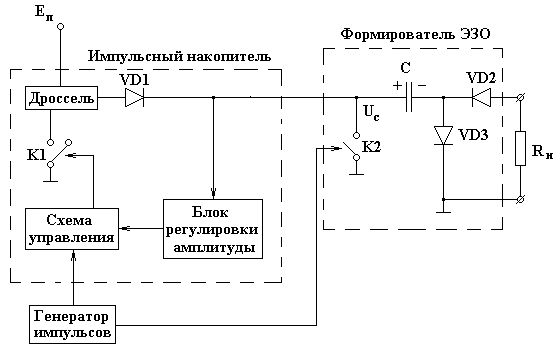 Eп
Формирователь ЭЗО
Импульсный накопитель
VD1
Дроссель
C
+
−
VD2
Uc
VD3
K1
K2
Rн
Схема
управления
Блок
регулировки
амплитуды
Генератор
импульсов